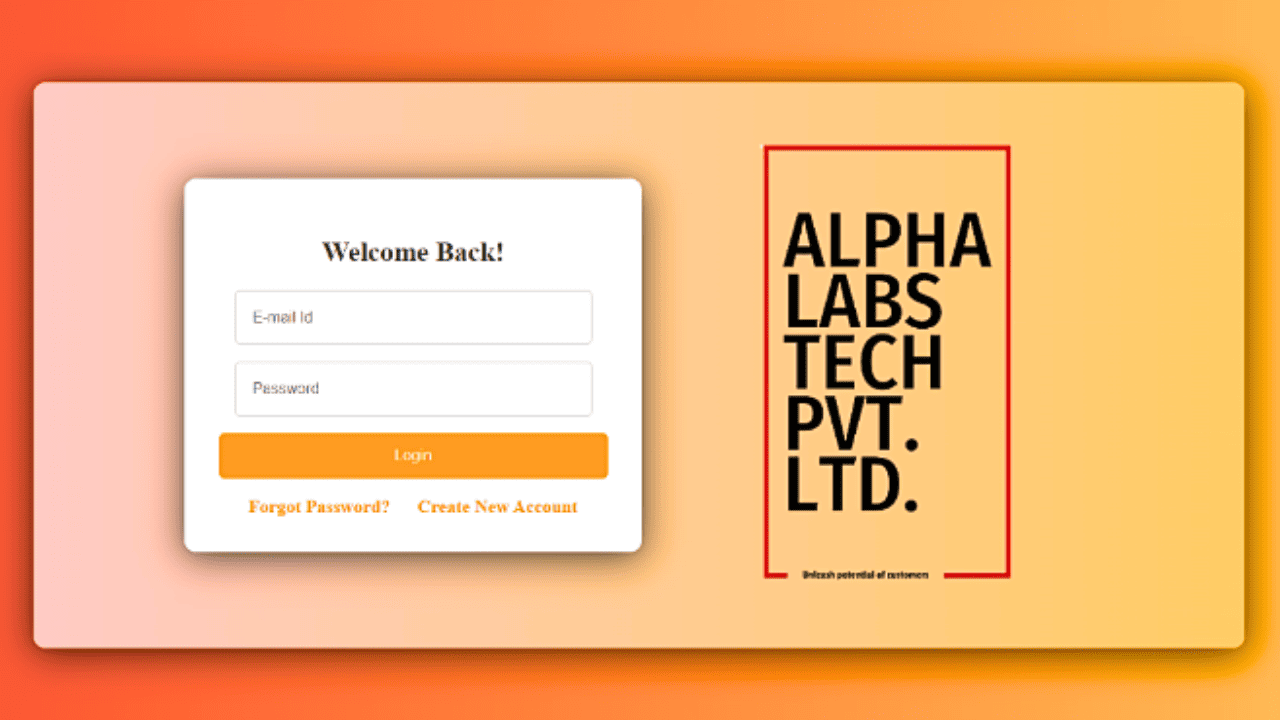 Welcome Back!
E-mail Id
Password
Login
Forgot Password? Create New Account
ALPHA
LABS
TECH
PVT.
LTD.
Unleash potential of customers